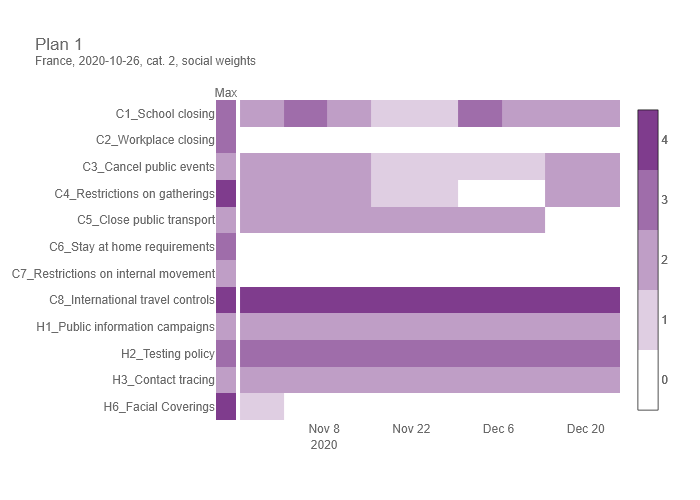 Plan 1
France, 2020-10-26, cat. 2, social weights
Max
C1_School closing
C2_Workplace closing
C3_Cancel public events
C4_Restrictions on gatherings
C5_Close public transport
C6_Stay at home requirements
C7_Restrictions on internal movement
C8_International travel controls
H1_Public information campaigns
H2_Testing policy
H3_Contact tracing
H6_Facial Coverings
Nov 8
2020
Nov 22
Dec 6
Dec 20
4
3
2
1
0